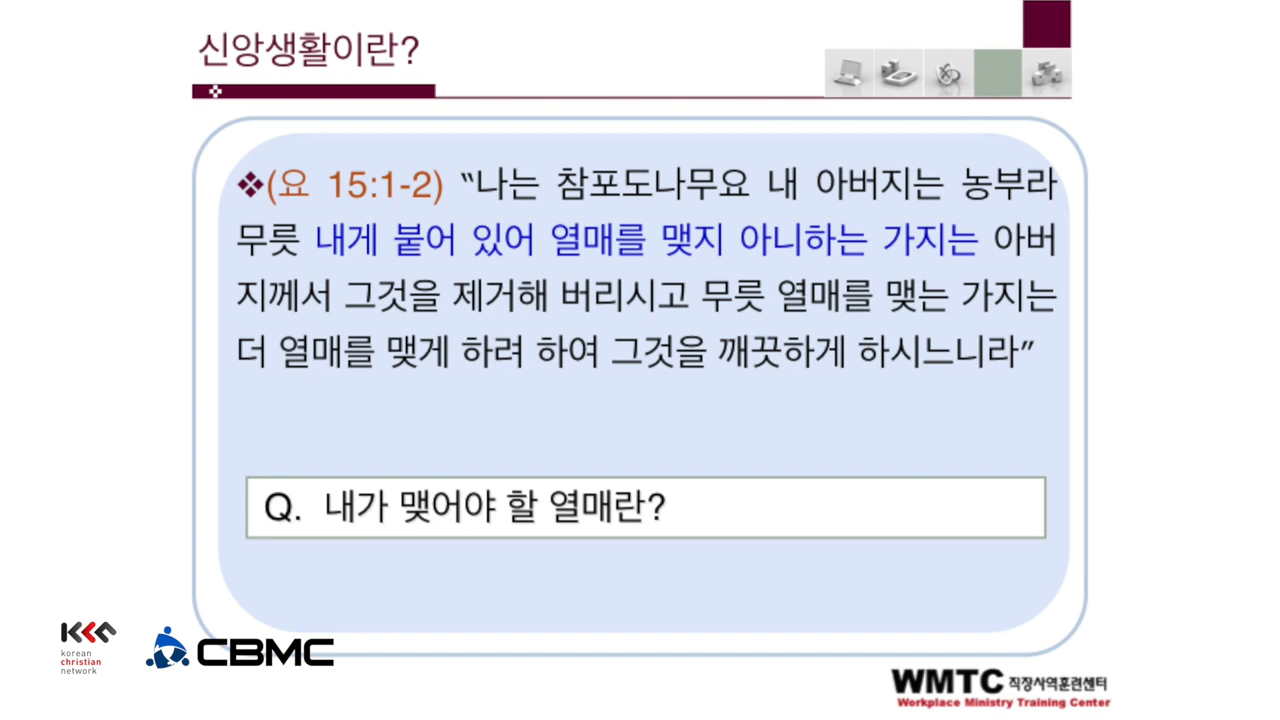 신앙생활이란?
❖(요 15:1-2) “나는 참포도나무요 내 아버지는 농부라
무릇 내게 붙어 있어 열매를 맺지 아니하는 가지는 아버
지께서 그것을 제거해 버리시고 무릇 열매를 맺는 가지는
더 열매를 맺게 하려 하여 그것을 깨끗하게 하시느니라”
Q. 내가 맺어야 할 열매란?
KCN
korean
christian
network
CBMC
WMTC 직장사역훈련센터
Workplace Ministry Training Center